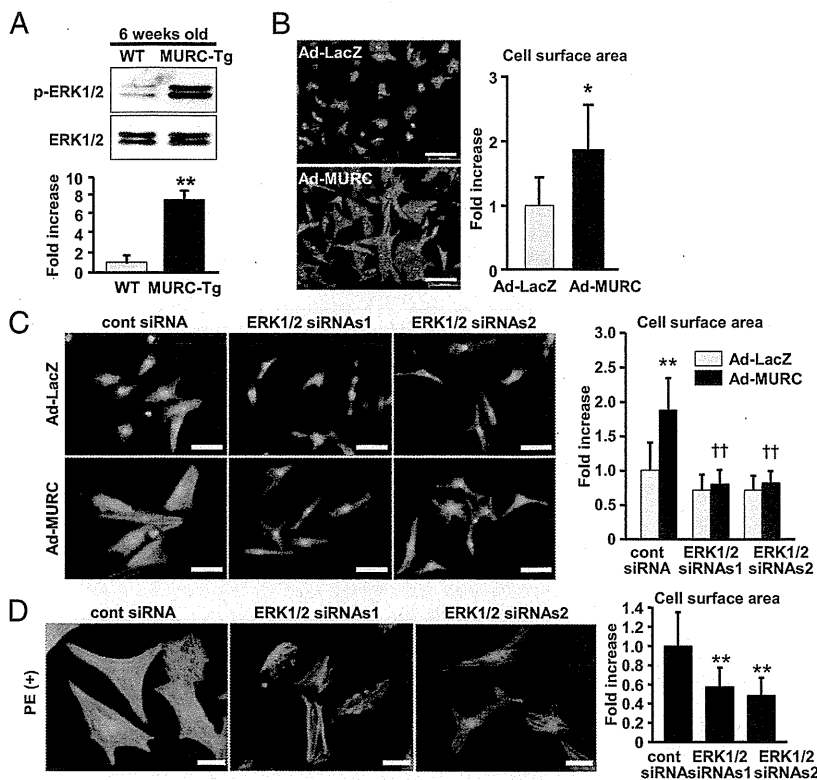 A
6 weeks old
WT MURC-Tg
p-ERK1/2
ERK1/2
Fold increase
10
8
6
4
2
0
**
WT MURC-Tg
B
Ad-LacZ
Ad-MURC
Cell surface area
Fold increase
3
2
1
0
*
Ad-LacZ Ad-MURC
C
cont siRNA ERK1/2 siRNAs1 ERK1/2 siRNAs2
Ad-LacZ
Ad-MURC
Cell surface area
Fold increase
3.0
2.5
2.0
1.5
1.0
0.5
0
Ad-LacZ
Ad-MURC
**
†† ††
cont ERK1/2 ERK1/2
siRNA siRNAs1 siRNAs2
D
cont siRNA ERK1/2 siRNAs1 ERK1/2 siRNAs2
PE (+)
Cell surface area
Fold increase
1.4
1.2
1.0
0.8
0.6
0.4
0.2
0
** **
cont ERK1/2 ERK1/2
siRNA siRNAs1 siRNAs2